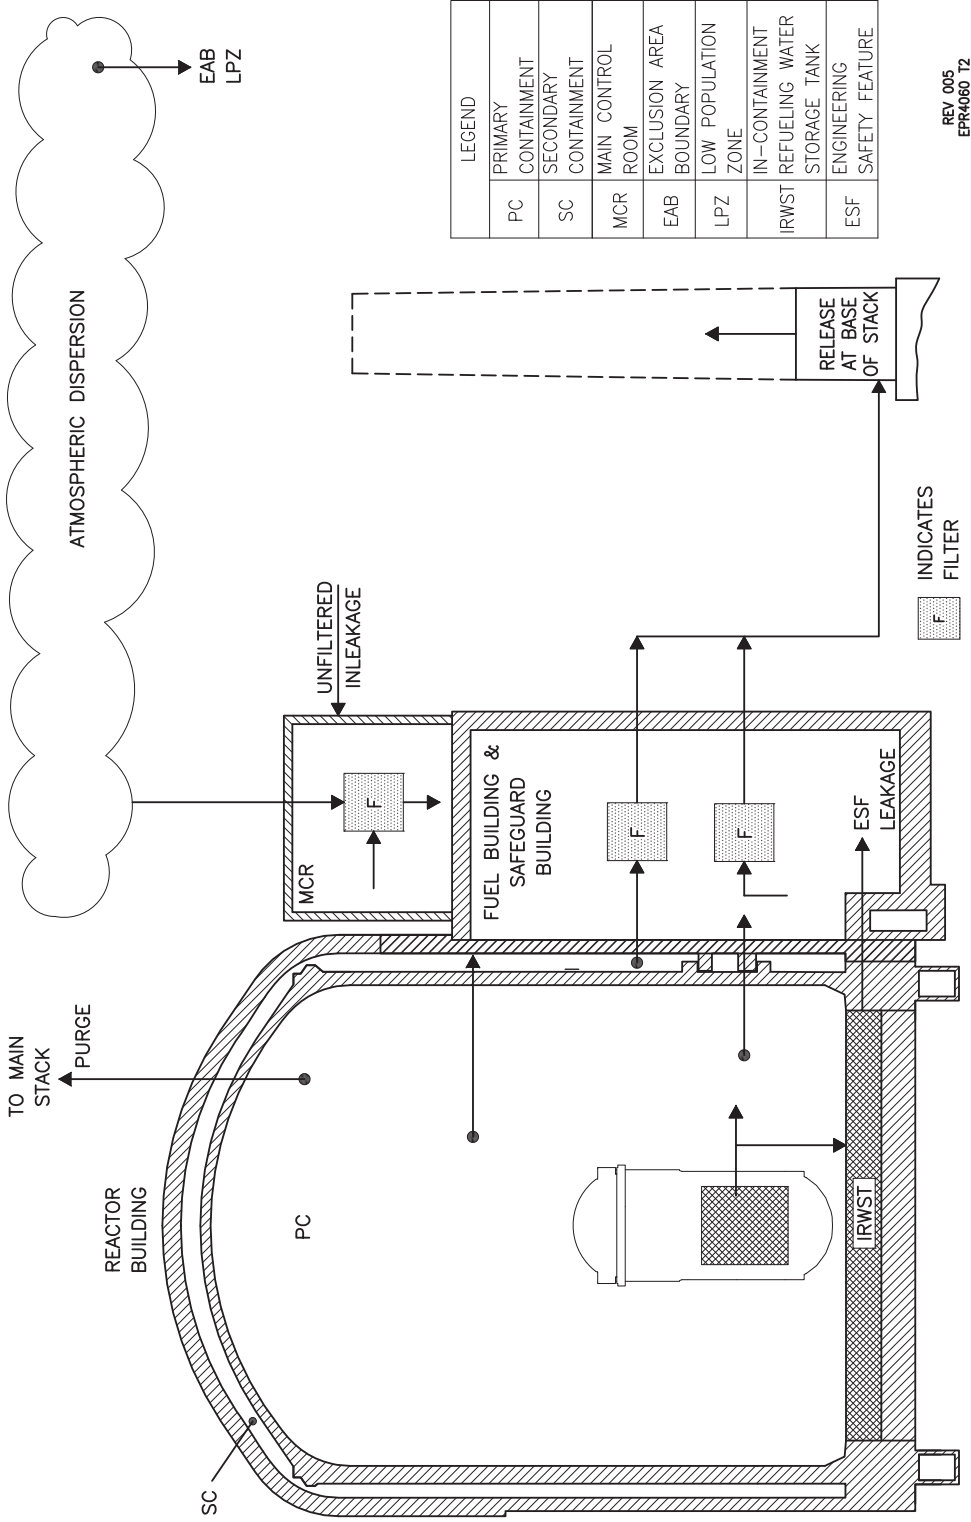 ATMOSPHERIC DISPERSION
EAB
LPZ
TO MAIN
STACK
PURGE
REACTOR
BUILDING
SC
PC
IRWST
MCR
F
UNFILTERED
INLEAKAGE
FUEL BUILDING &
SAFEGUARD
BUILDING
F
F
ESF
LEAKAGE
RELEASE
AT BASE
OF STACK
F
INDICATES
FILTER
LEGEND
PC PRIMARY
CONTAINMENT
SC SECONDARY
CONTAINMENT
MCR MAIN CONTROL
ROOM
EAB EXCLUSION AREA
BOUNDARY
LPZ LOW POPULATION
ZONE
IN-CONTAINMENT
IRWST REFUELING WATER
STORAGE TANK
ESF ENGINEERING
SAFETY FEATURE
REV 005
EPR4060 T2